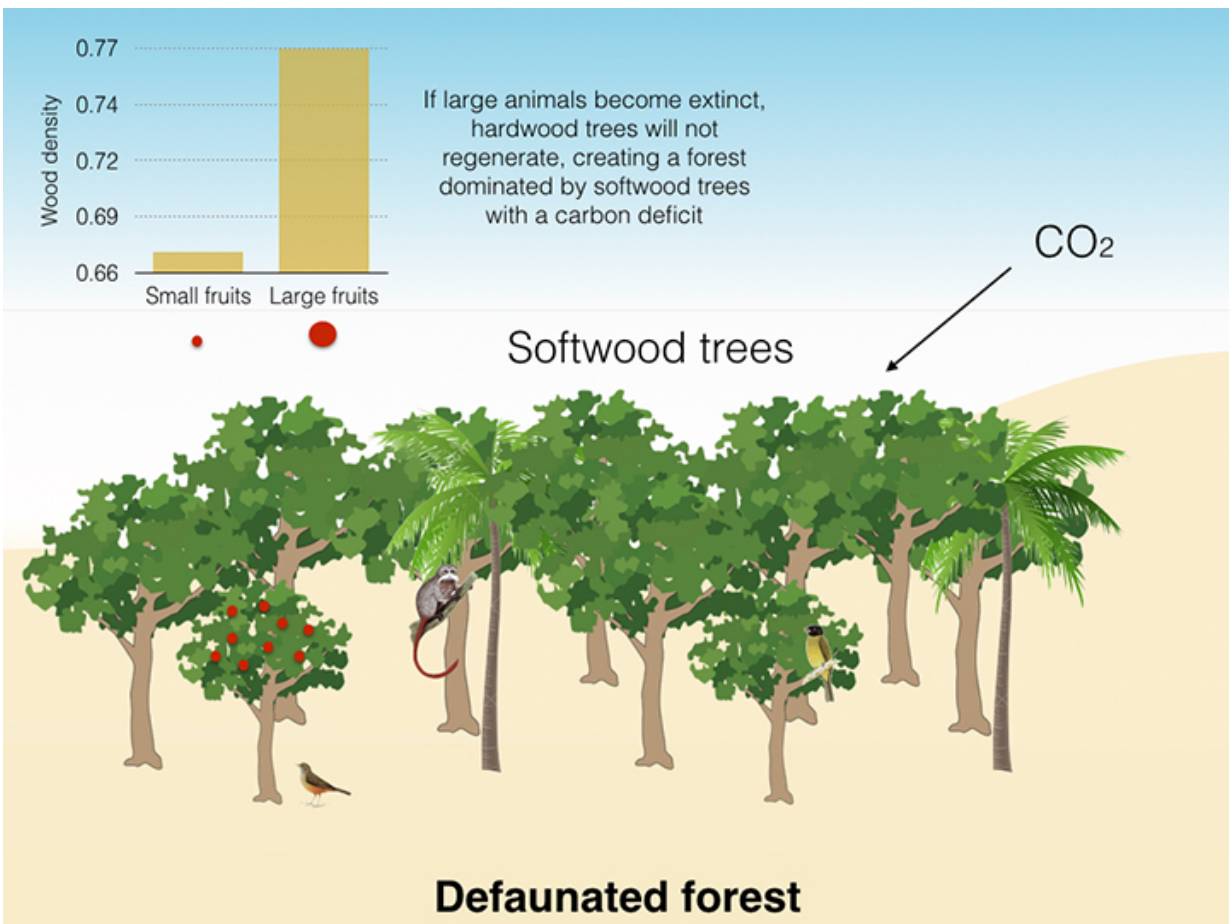 0.77
0.74
0.72
0.69
0.66
Wood density
Small fruits
Large fruits
If large animals become extinct,
hardwood trees will not
regenerate, creating a forest
dominated by softwood trees
with a carbon deficit
CO₂
Softwood trees
Defaunated forest